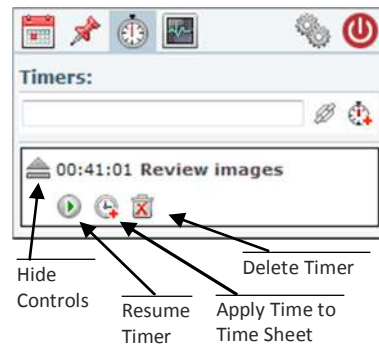 Timers:
00:41:01 Review images
Hide
Controls
Resume
Timer
Apply Time to
Time Sheet
Delete Timer